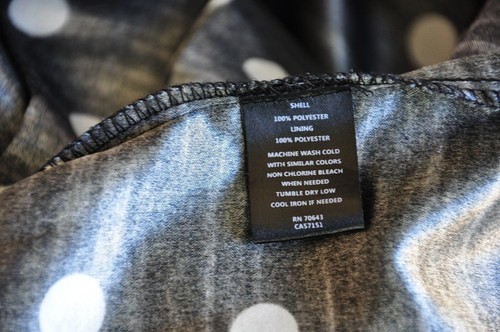 SHELL
100% POLYESTER
LINING
100% POLYESTER
MACHINE WASH COLD
WITH SIMILAR COLORS
NON CHLORINE BLEACH
WHEN NEEDED
TUMBLE DRY LOW
COOL IRON IF NEEDED
RN 70643
CA57151